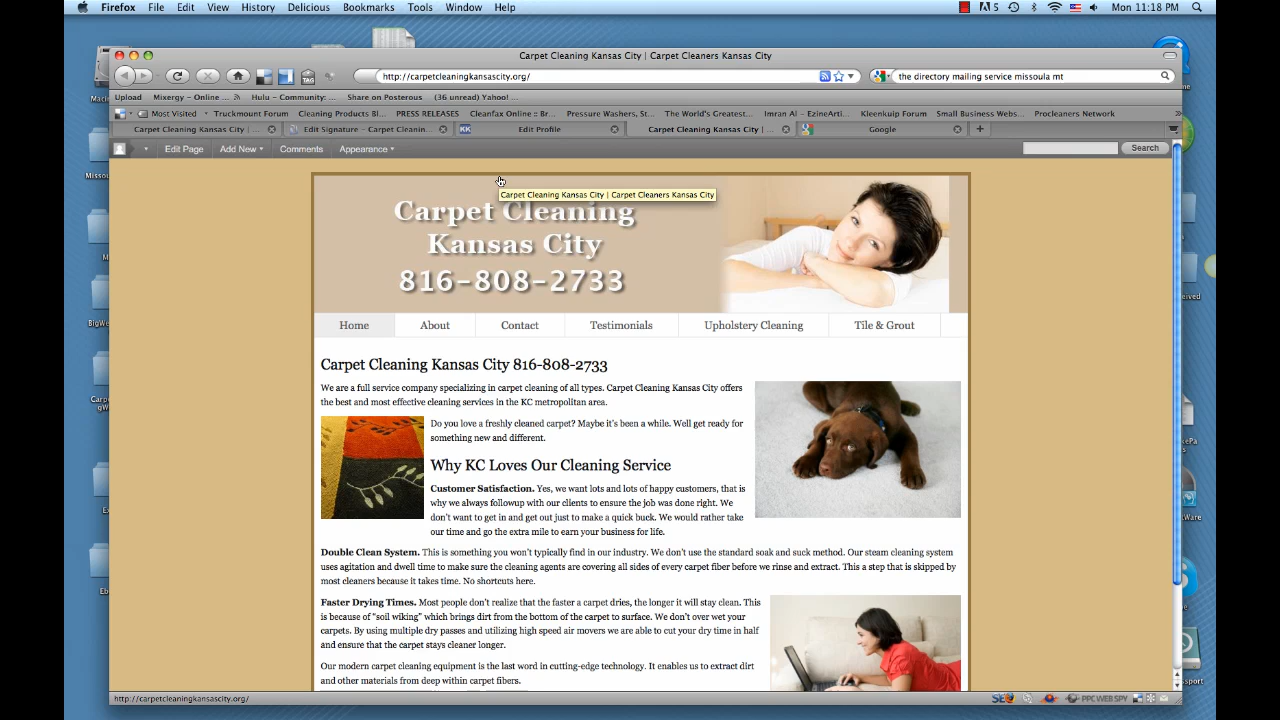 Firefox File Edit View History Delicious Bookmarks Tools Window Help
5 Mon 11:18 PM
Carpet Cleaning Kansas City | Carpet Cleaners Kansas City
TAG
http://carpetcleaningkansascity.org/
the directory mailing service missoula mt
Upload Mixergy – Online ... Hulu – Community: ... Share on Posterous (36 unread) Yahoo! ...
Most Visited Truckmount Forum Cleaning Products Bl... PRESS RELEASES Cleanfax Online :: Br... Pressure Washers, St... The World's Greatest... Imran Al – EzineArti... Kleenkuip Forum Small Business Webs... Procleaners Network
Carpet Cleaning Kansas City | ... Edit Signature – Carpet Cleanin... KK Edit Profile Carpet Cleaning Kansas City | ... Google
Edit Page Add New Comments Appearance Search
Carpet Cleaning Kansas City | Carpet Cleaners Kansas City
Carpet Cleaning
Kansas City
816-808-2733
Home About Contact Testimonials Upholstery Cleaning Tile & Grout
Carpet Cleaning Kansas City 816-808-2733
We are a full service company specializing in carpet cleaning of all types. Carpet Cleaning Kansas City offers
the best and most effective cleaning services in the KC metropolitan area.
Do you love a freshly cleaned carpet? Maybe it's been a while. Well get ready for
something new and different.
Why KC Loves Our Cleaning Service
Customer Satisfaction. Yes, we want lots and lots of happy customers, that is
why we always followup with our clients to ensure the job was done right. We
don't want to get in and get out just to make a quick buck. We would rather take
our time and go the extra mile to earn your business for life.
Double Clean System. This is something you won't typically find in our industry. We don't use the standard soak and suck method. Our steam cleaning system
uses agitation and dwell time to make sure the cleaning agents are covering all sides of every carpet fiber before we rinse and extract. This a step that is skipped by
most cleaners because it takes time. No shortcuts here.
Faster Drying Times. Most people don't realize that the faster a carpet dries, the longer it will stay clean. This
is because of "soil wiking" which brings dirt from the bottom of the carpet to surface. We don't over wet your
carpets. By using multiple dry passes and utilizing high speed air movers we are able to cut your dry time in half
and ensure that the carpet stays cleaner longer.
Our modern carpet cleaning equipment is the last word in cutting-edge technology. It enables us to extract dirt
and other materials from deep within carpet fibers.
http://carpetcleaningkansascity.org/
PPC WEB SPY